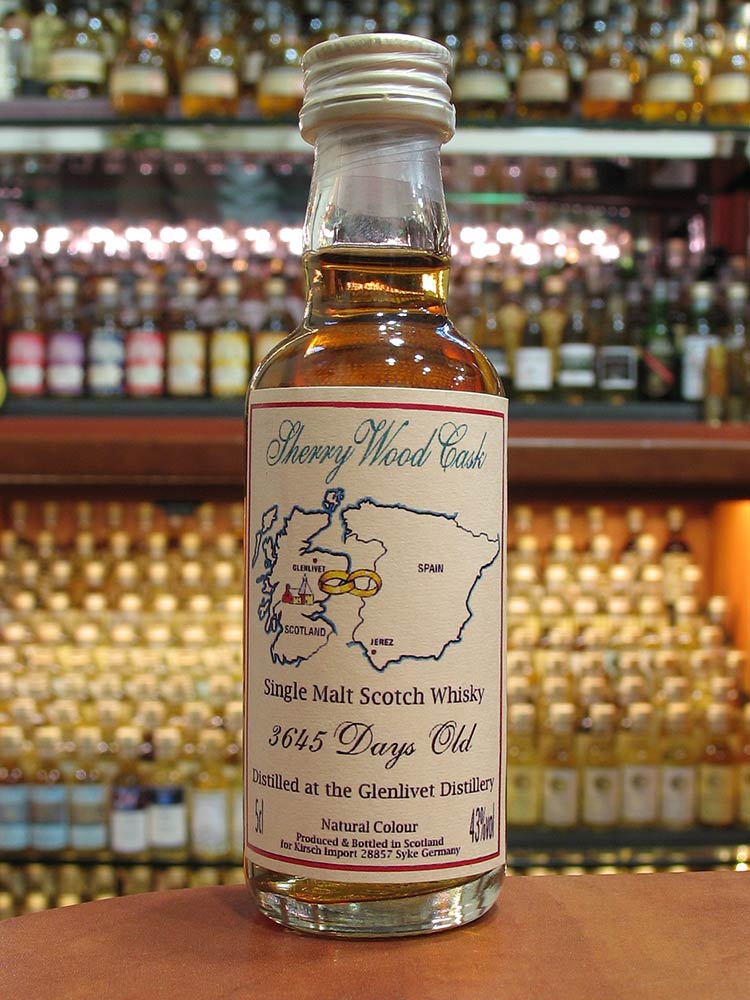 Sherry Wood Cask
GLENLIVET
SPAIN
SCOTLAND
JEREZ
Single Malt Scotch Whisky
3645 Days Old
Distilled at the Glenlivet Distillery
5cl
Natural Colour
43%vol
Produced & Bottled in Scotland
for Kirsch Import 28857 Syke Germany